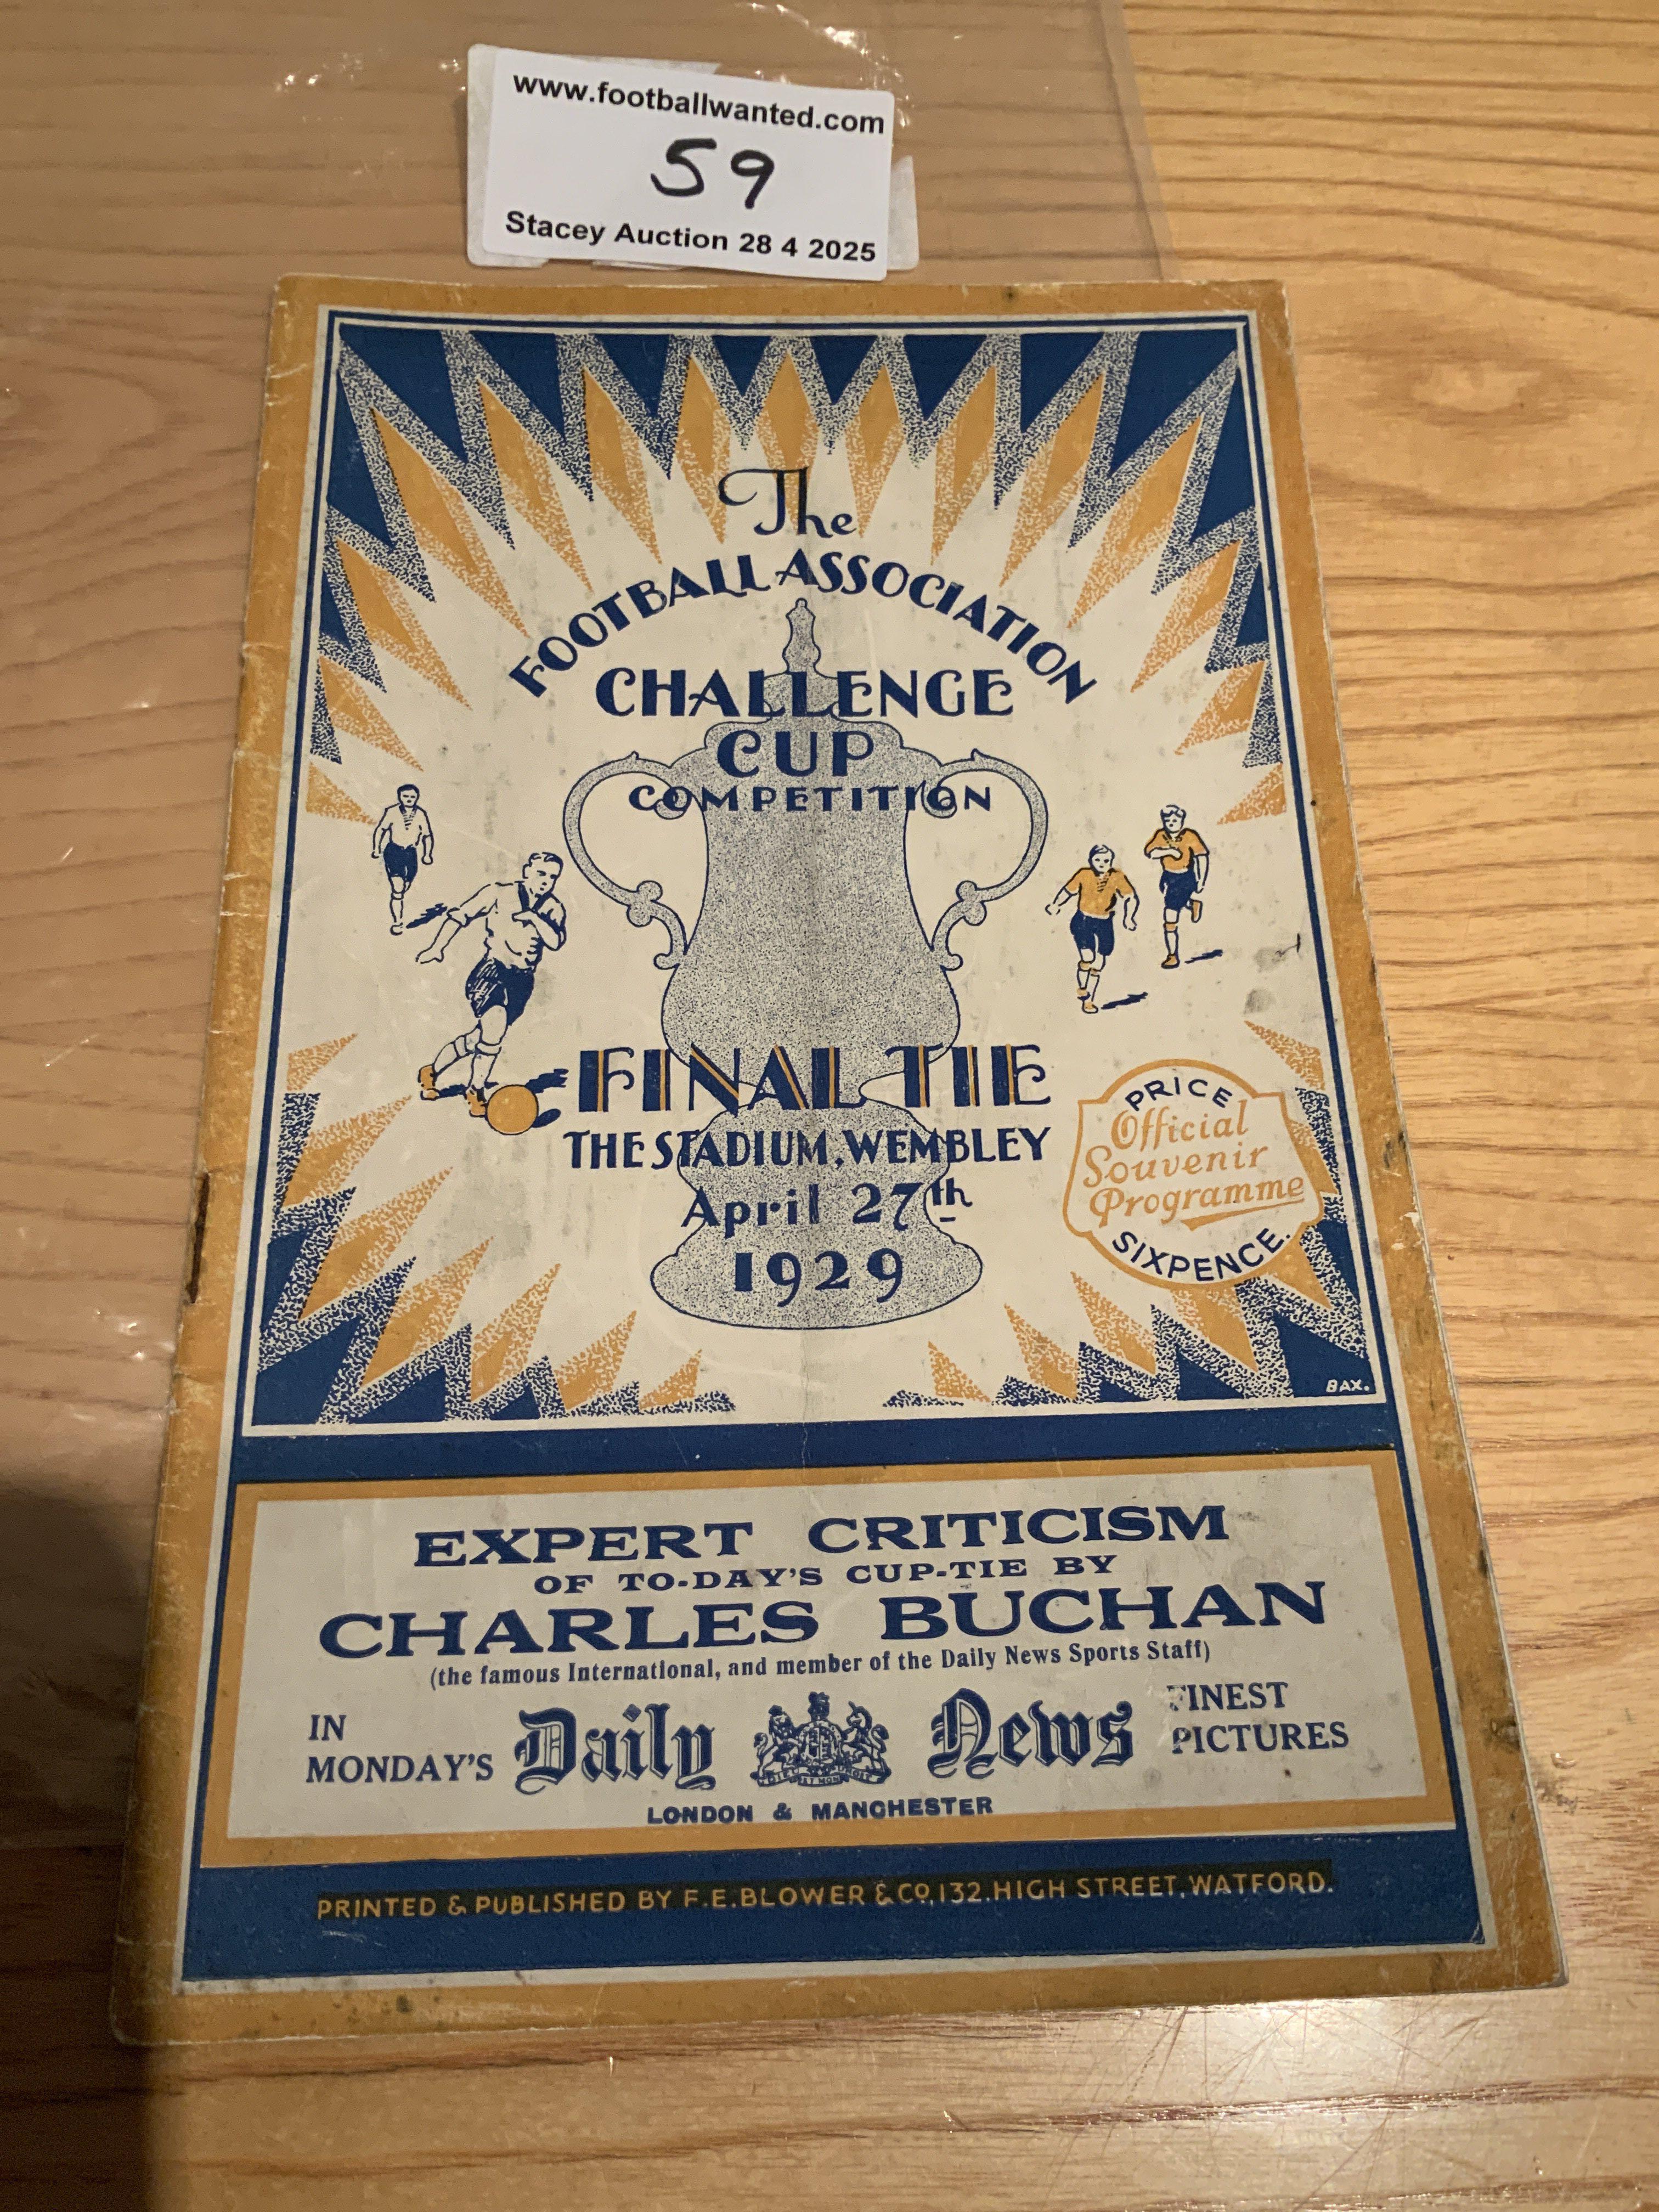 www.footballwanted.com
59
Stacey Auction 28 4 2025
The
FOOTBALL ASSOCIATION
CHALLENGE
CUP
COMPETITION
FINAL TIE
THE STADIUM, WEMBLEY
April 27th
1929
PRICE
Official
Souvenir
Programme
SIXPENCE.
BAX.
EXPERT CRITICISM
OF TO-DAY'S CUP-TIE BY
CHARLES BUCHAN
(the famous International, and member of the Daily News Sports Staff)
IN
MONDAY'S
Daily News
FINEST
PICTURES
LONDON & MANCHESTER
PRINTED & PUBLISHED BY F.E. BLOWER & CO, 132, HIGH STREET, WATFORD.